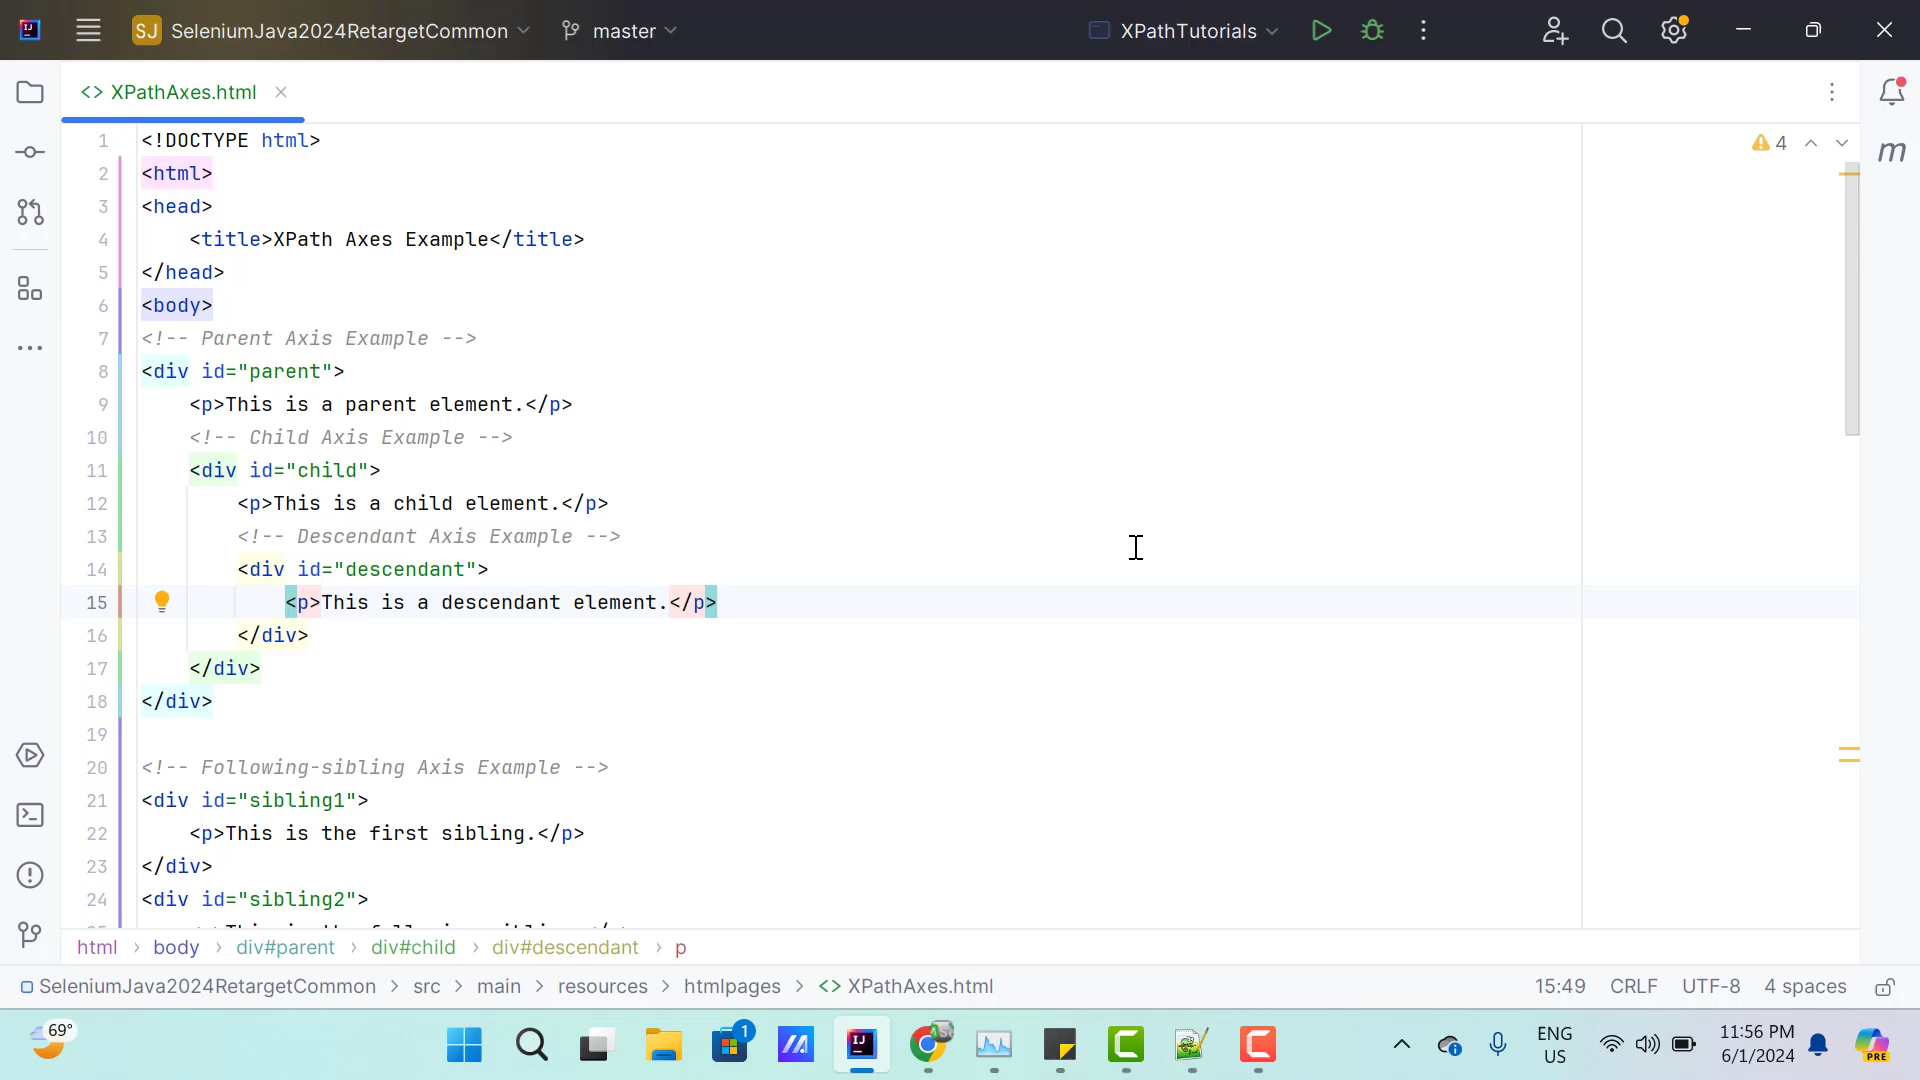 SJ SeleniumJava2024RetargetCommon master XPathTutorials
<> XPathAxes.html
4
m
1 <!DOCTYPE html>
2 <html>
3 <head>
4 <title>XPath Axes Example</title>
5 </head>
6 <body>
7 <!-- Parent Axis Example -->
8 <div id="parent">
9 <p>This is a parent element.</p>
10 <!-- Child Axis Example -->
11 <div id="child">
12 <p>This is a child element.</p>
13 <!-- Descendant Axis Example -->
14 <div id="descendant">
15 <p>This is a descendant element.</p>
16 </div>
17 </div>
18 </div>
19
20 <!-- Following-sibling Axis Example -->
21 <div id="sibling1">
22 <p>This is the first sibling.</p>
23 </div>
24 <div id="sibling2">
html > body > div#parent > div#child > div#descendant > p
SeleniumJava2024RetargetCommon > src > main > resources > htmlpages > <> XPathAxes.html 15:49 CRLF UTF-8 4 spaces
69°
1
IJ
ENG
US
11:56 PM
6/1/2024
PRE